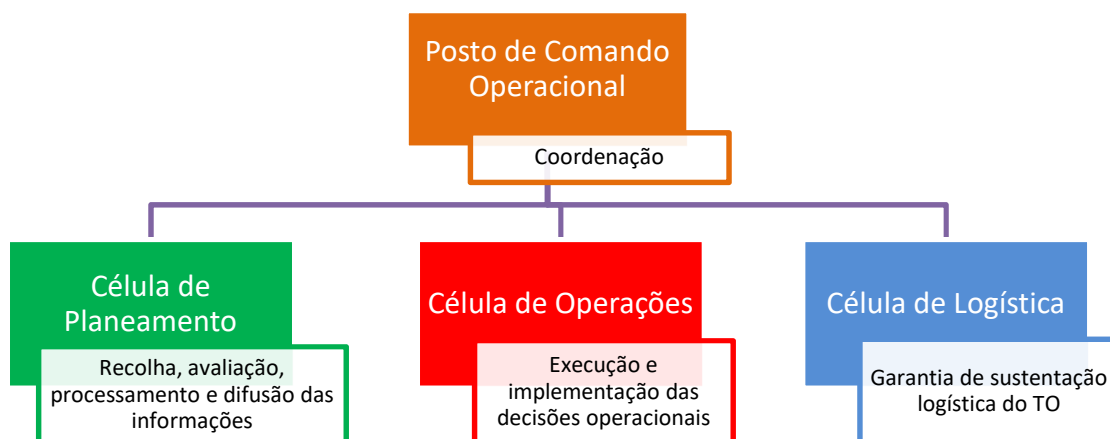 Posto de Comando
Operacional
Coordenação
Célula de
Planeamento
Recolha, avaliação,
processamento e difusão das
informações
Célula de Operações
Execução e
implementação das
decisões operacionais
Célula de Logística
Garantia de sustentação
logística do TO